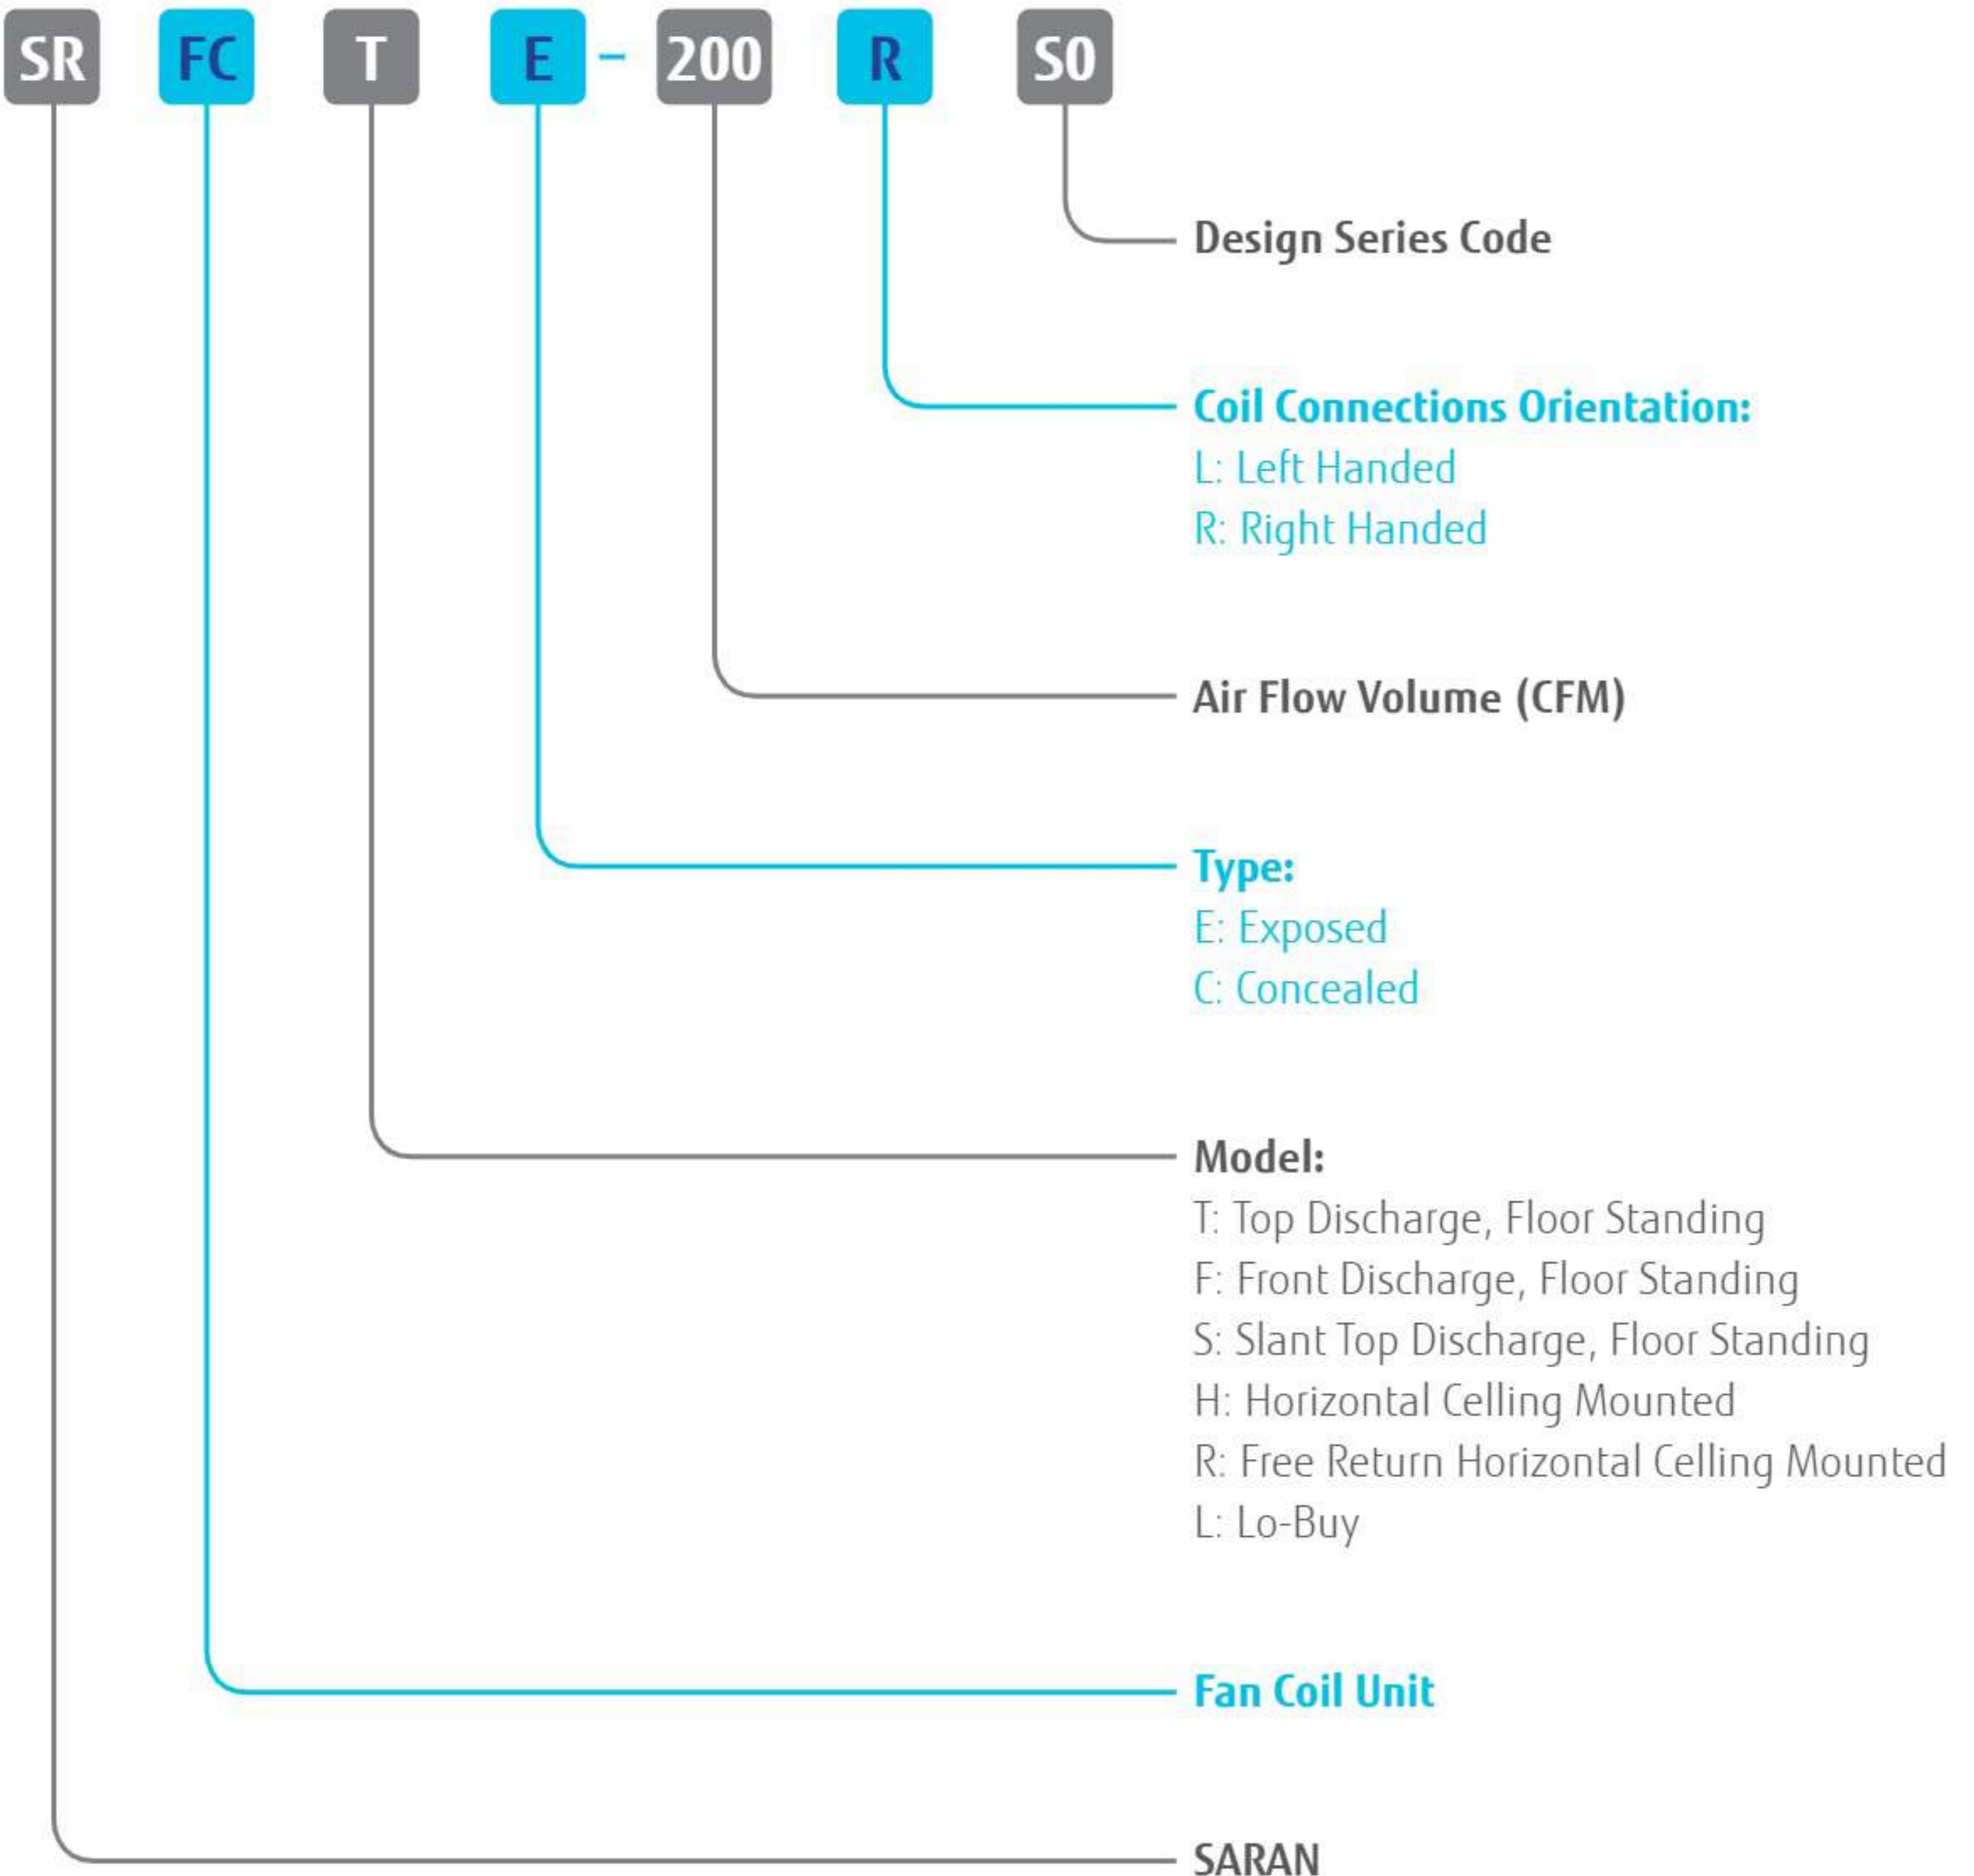 SR FC T E - 200 R S0
Design Series Code
Coil Connections Orientation:
L: Left Handed
R: Right Handed
Air Flow Volume (CFM)
Type:
E: Exposed
C: Concealed
Model:
T: Top Discharge, Floor Standing
F: Front Discharge, Floor Standing
S: Slant Top Discharge, Floor Standing
H: Horizontal Celling Mounted
R: Free Return Horizontal Celling Mounted
L: Lo-Buy
Fan Coil Unit
SARAN